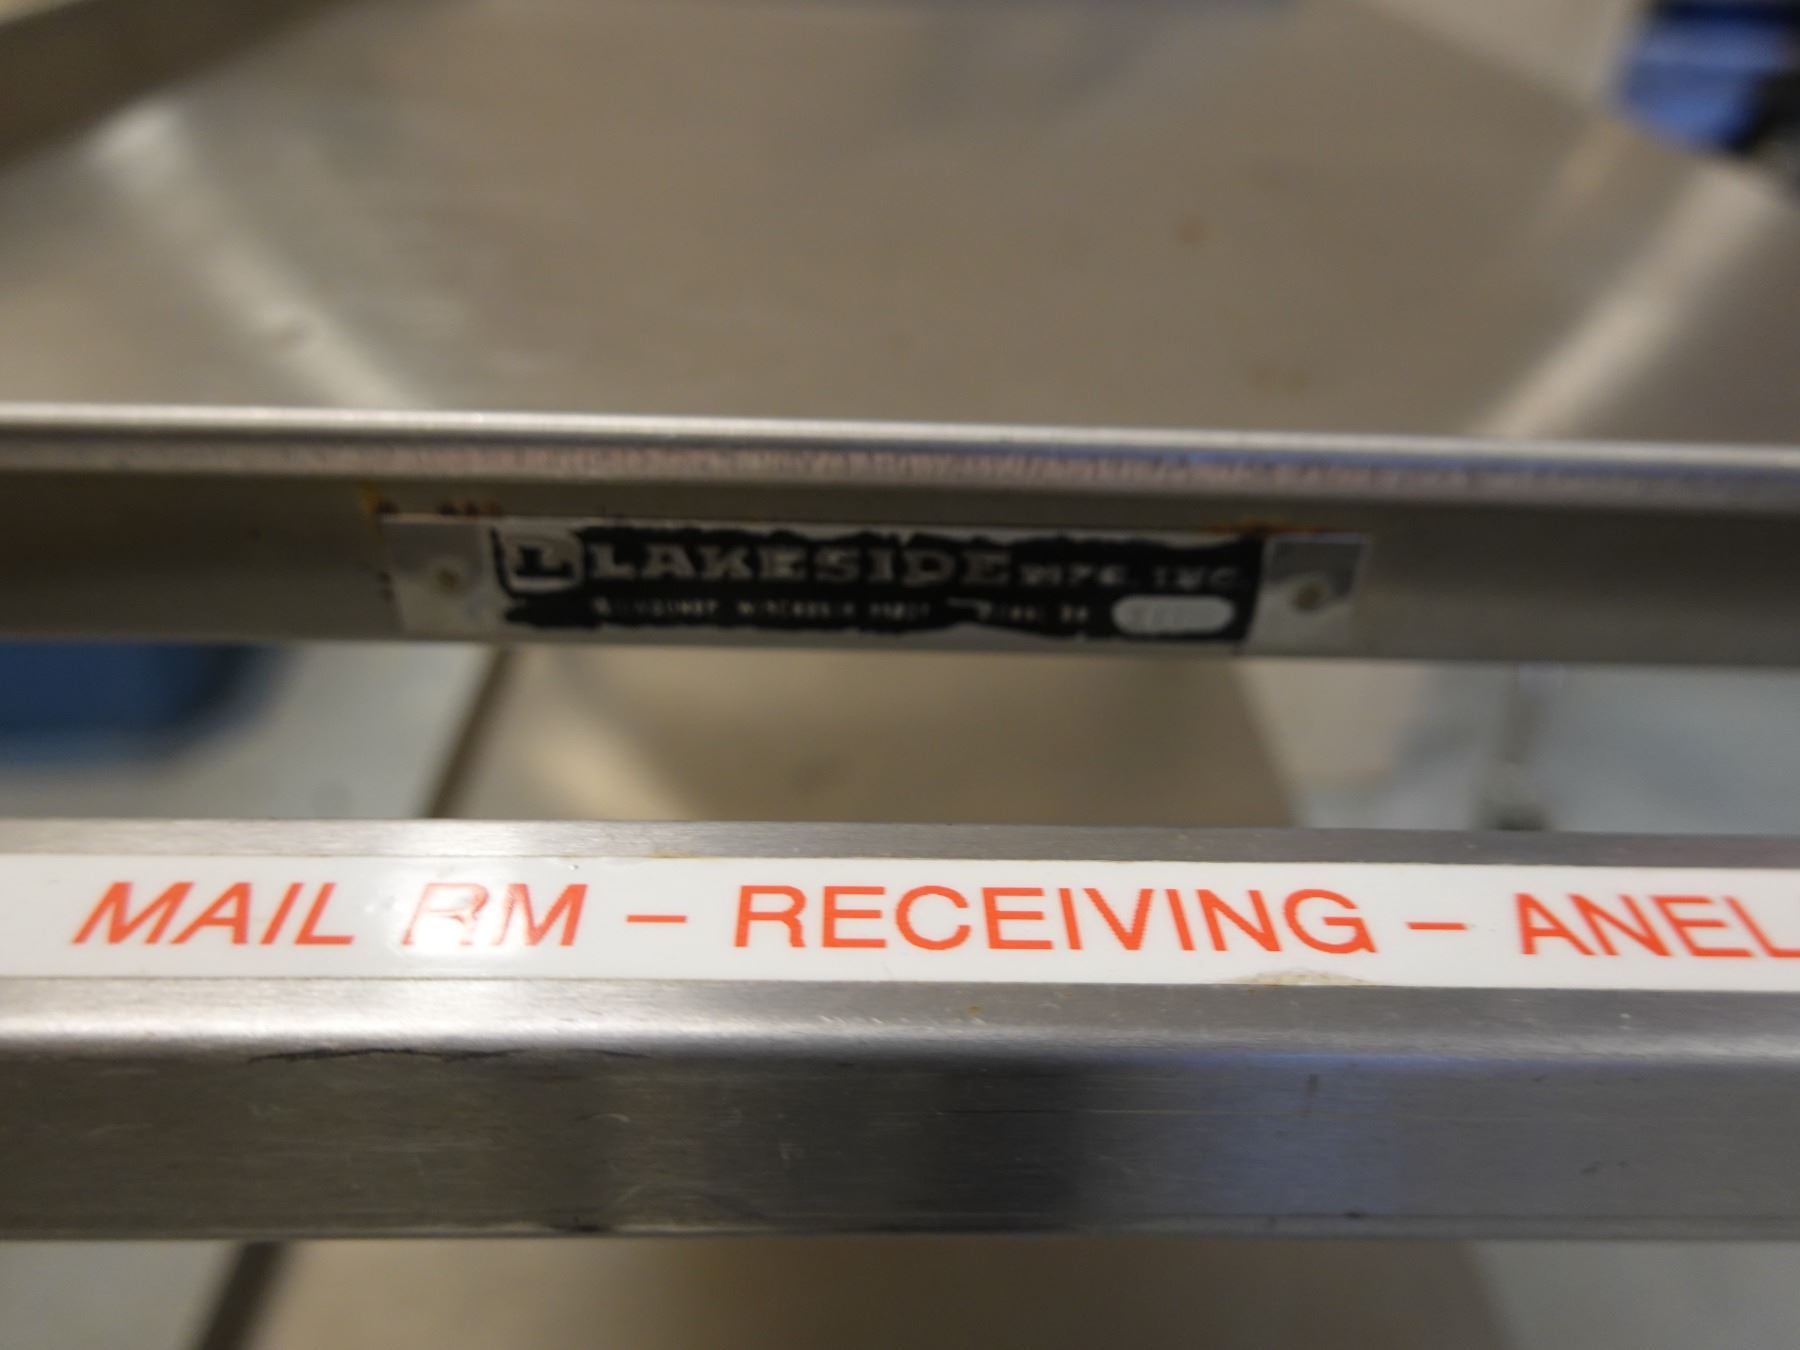 L LAKESIDE MFG. INC.
MAIL RM – RECEIVING – ANEL